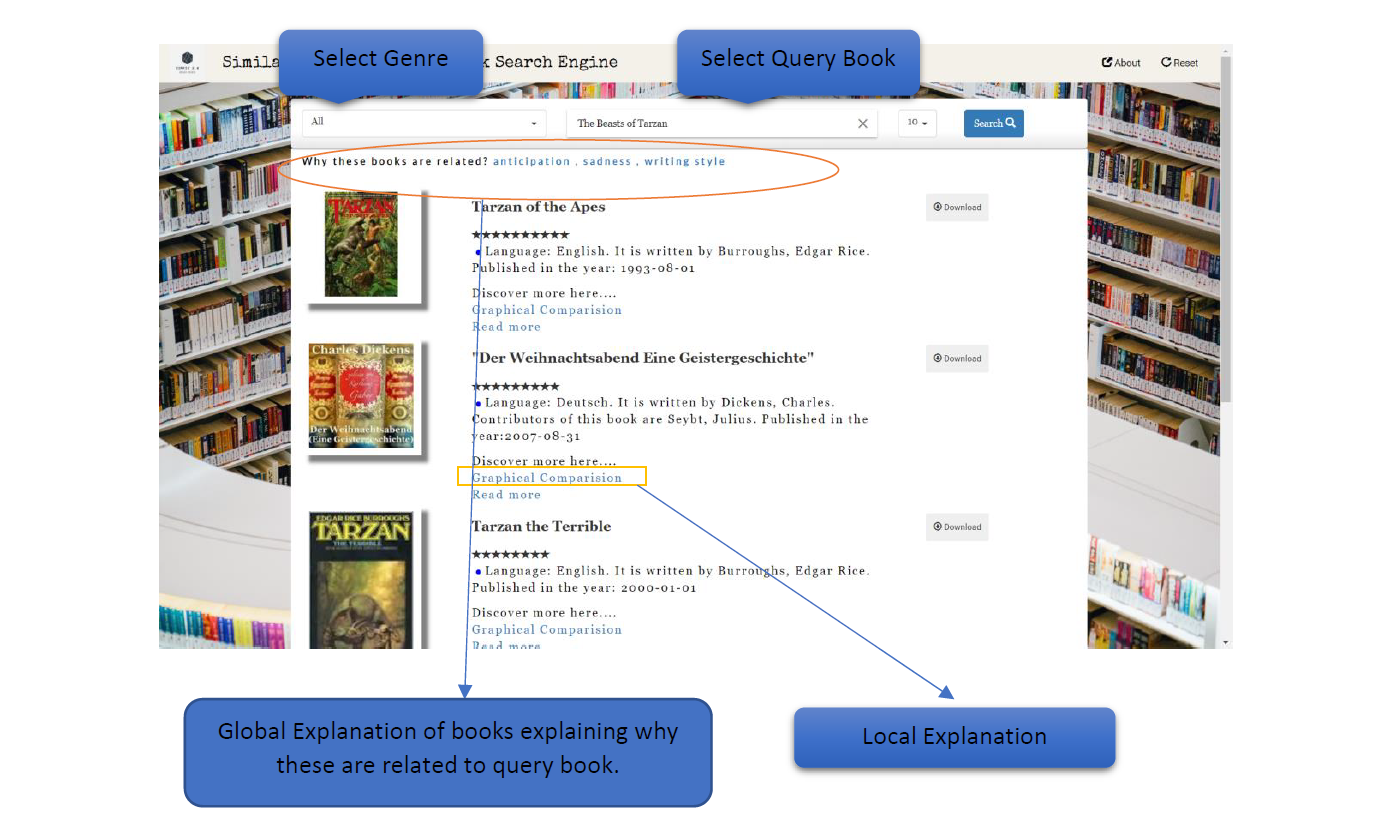 Select Genre
Select Query Book
Simila
k Search Engine
About
Reset
All
The Beasts of Tarzan
10
Search
Why these books are related? anticipation , sadness , writing style
TARZAN
Tarzan of the Apes
Download
★★★★★★★★★★
• Language: English. It is written by Burroughs, Edgar Rice.
Published in the year: 1993-08-01
Discover more here....
Graphical Comparision
Read more
Charles Dickens
Der Weihnachtsabend
(Eine Geistergeschichte)
"Der Weihnachtsabend Eine Geistergeschichte"
Download
★★★★★★★★★
• Language: Deutsch. It is written by Dickens, Charles.
Contributors of this book are Seybt, Julius. Published in the
year:2007-08-31
Discover more here....
Graphical Comparision
Read more
EDGAR RICE BURROUGHS
TARZAN
THE TERRIBLE
Tarzan the Terrible
Download
★★★★★★★★
• Language: English. It is written by Burroughs, Edgar Rice.
Published in the year: 2000-01-01
Discover more here....
Graphical Comparision
Read more
Global Explanation of books explaining why
these are related to query book.
Local Explanation